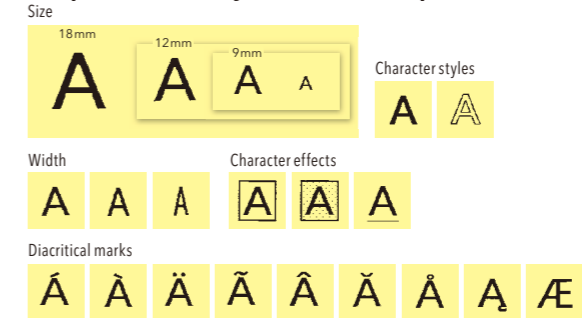 Size
18mm
12mm
9mm
A A A A
Character styles
A A
Width
Character effects
A A A
A A A
Diacritical marks
Á À Ä Ã Â Ă Å Ą Æ